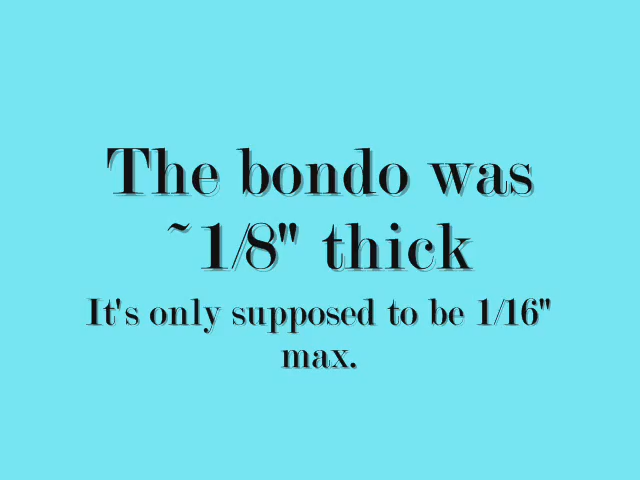 The bondo was
~1/8" thick
It's only supposed to be 1/16"
max.